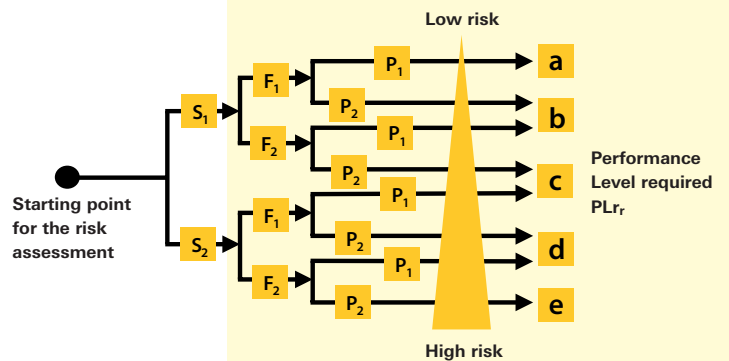 Low risk
P1
a
F1
P2
S1
b
P1
F2
P2
c
Performance
Level required
PLrr
Starting point
for the risk
assessment
P1
F1
S2
P2
d
P1
F2
P2
e
High risk